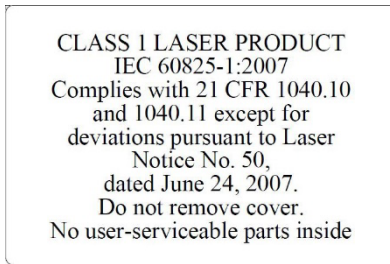 CLASS 1 LASER PRODUCT
IEC 60825-1:2007
Complies with 21 CFR 1040.10
and 1040.11 except for
deviations pursuant to Laser
Notice No. 50,
dated June 24, 2007.
Do not remove cover.
No user-serviceable parts inside